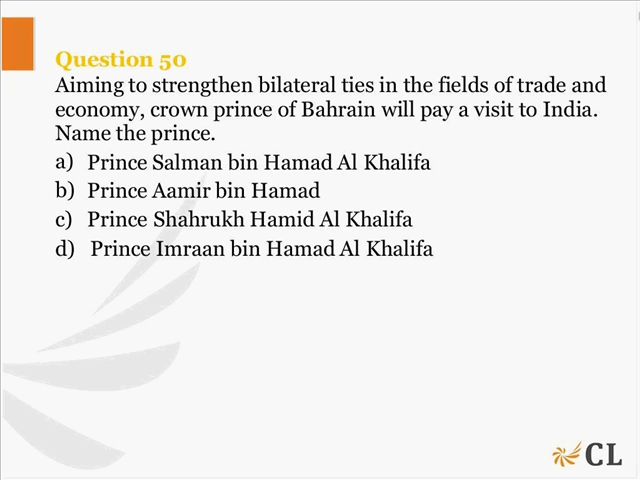 Question 50
Aiming to strengthen bilateral ties in the fields of trade and
economy, crown prince of Bahrain will pay a visit to India.
Name the prince.
a) Prince Salman bin Hamad Al Khalifa
b) Prince Aamir bin Hamad
c) Prince Shahrukh Hamid Al Khalifa
d) Prince Imraan bin Hamad Al Khalifa
CL